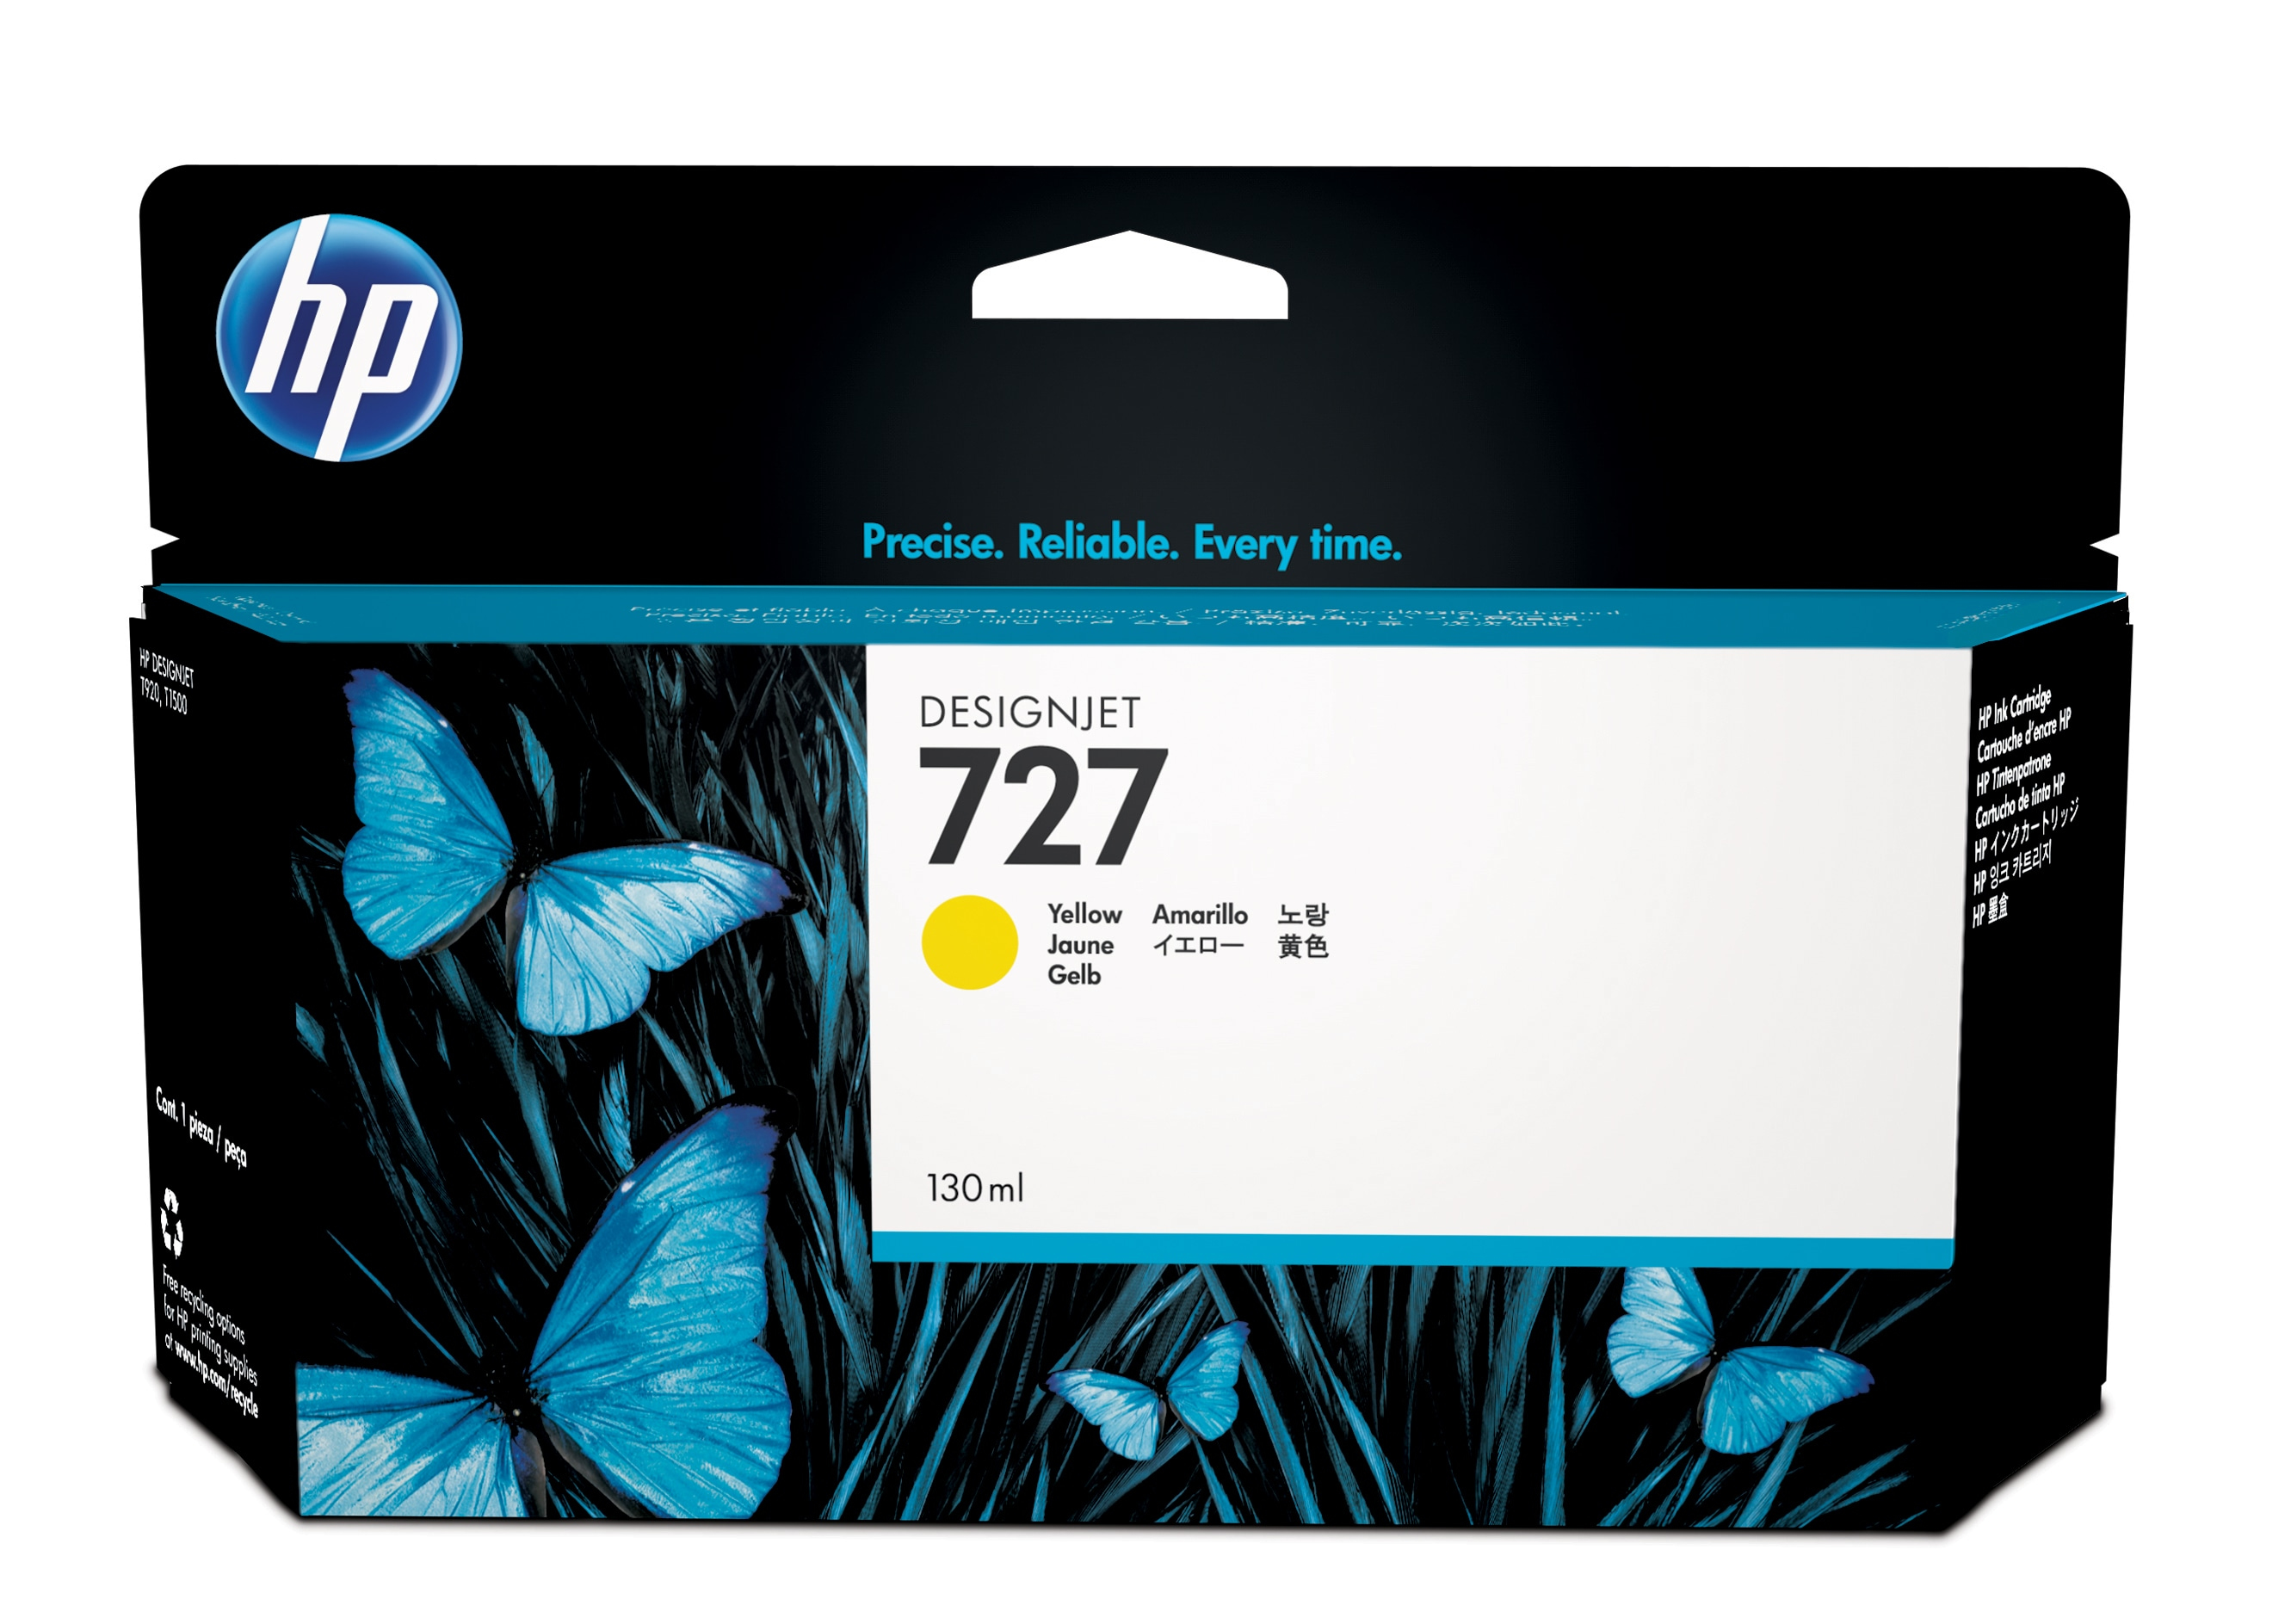 hp
Precise. Reliable. Every time.
HP DESIGNJET
T920, T1500
DESIGNJET
727
Yellow Amarillo 노랑
Jaune イエロー 黄色
Gelb
130 ml
Cont. 1 pieza / peça
Free recycling options
for HP printing supplies
at www.hp.com/recycle
HP Ink Cartridge
Cartouche d'encre HP
HP Tintenpatrone
Cartucho de tinta HP
HP インクカートリッジ
HP 잉크 카트리지
HP 墨盒